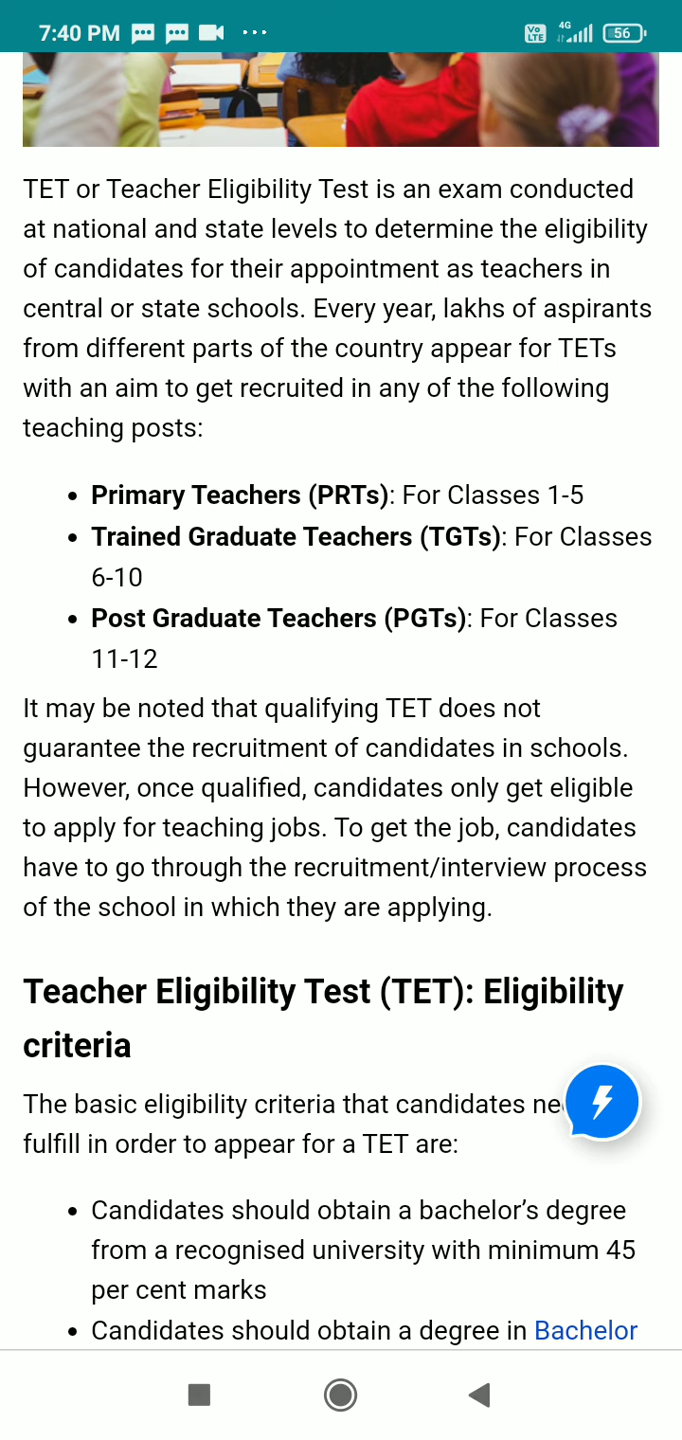 7:40 PM
Vo LTE 4G 56
TET or Teacher Eligibility Test is an exam conducted
at national and state levels to determine the eligibility
of candidates for their appointment as teachers in
central or state schools. Every year, lakhs of aspirants
from different parts of the country appear for TETs
with an aim to get recruited in any of the following
teaching posts:
• Primary Teachers (PRTs): For Classes 1-5
• Trained Graduate Teachers (TGTs): For Classes
6-10
• Post Graduate Teachers (PGTs): For Classes
11-12
It may be noted that qualifying TET does not
guarantee the recruitment of candidates in schools.
However, once qualified, candidates only get eligible
to apply for teaching jobs. To get the job, candidates
have to go through the recruitment/interview process
of the school in which they are applying.
Teacher Eligibility Test (TET): Eligibility
criteria
The basic eligibility criteria that candidates
fulfill in order to appear for a TET are:
• Candidates should obtain a bachelor’s degree
from a recognised university with minimum 45
per cent marks
• Candidates should obtain a degree in Bachelor